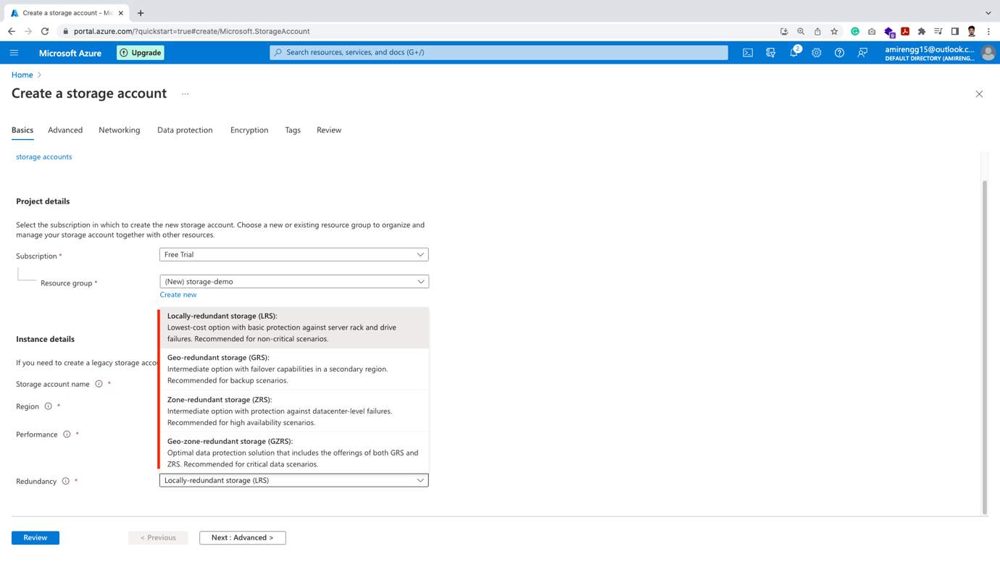 Create a storage account - Mic
portal.azure.com/?quickstart=true#create/Microsoft.StorageAccount
9
Microsoft Azure
Upgrade
Search resources, services, and docs (G+/)
2
amirengg15@outlook.c...
DEFAULT DIRECTORY (AMIRENG...
Home
Create a storage account ...
Basics Advanced Networking Data protection Encryption Tags Review
storage accounts
Project details
Select the subscription in which to create the new storage account. Choose a new or existing resource group to organize and
manage your storage account together with other resources.
Subscription *
Free Trial
Resource group *
(New) storage-demo
Create new
Locally-redundant storage (LRS):
Lowest-cost option with basic protection against server rack and drive
failures. Recommended for non-critical scenarios.
Geo-redundant storage (GRS):
Intermediate option with failover capabilities in a secondary region.
Recommended for backup scenarios.
Zone-redundant storage (ZRS):
Intermediate option with protection against datacenter-level failures.
Recommended for high availability scenarios.
Geo-zone-redundant storage (GZRS):
Optimal data protection solution that includes the offerings of both GRS and
ZRS. Recommended for critical data scenarios.
Instance details
If you need to create a legacy storage accou
Storage account name *
Region *
Performance *
Redundancy *
Locally-redundant storage (LRS)
Review
< Previous
Next : Advanced >